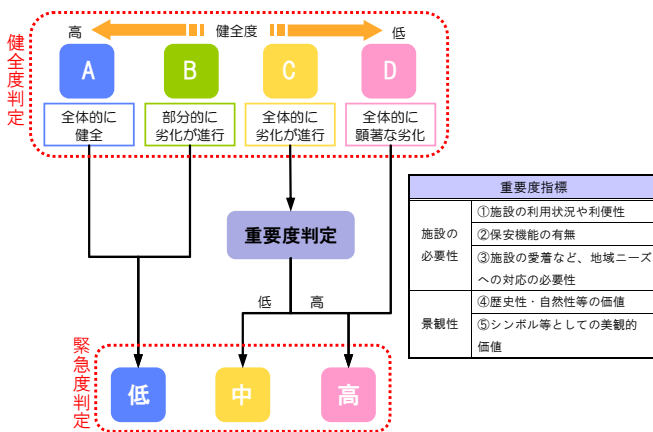 高
健全度
低
健全度判定
A
B
C
D
全体的に
健全
部分的に
劣化が進行
全体的に
劣化が進行
全体的に
顕著な劣化
重要度判定
低
高
緊急度判定
低
中
高
重要度指標
施設の
必要性
①施設の利用状況や利便性
②保安機能の有無
③施設の愛着など、地域ニーズ
への対応の必要性
景観性
④歴史性・自然性等の価値
⑤シンボル等としての美観的
価値